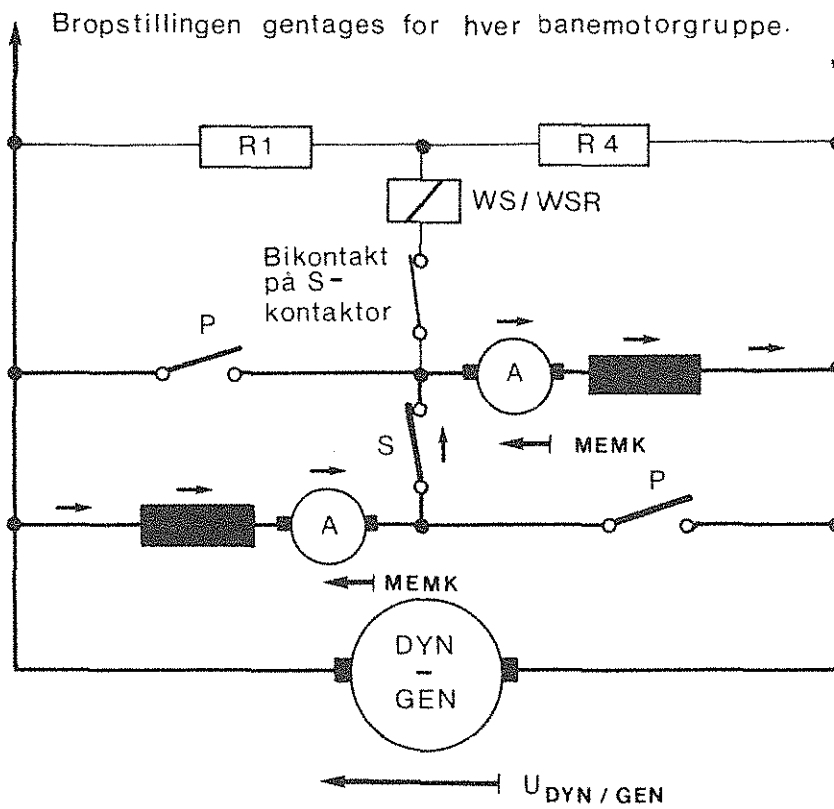 Bropstillingen gentages for hver banemotorgruppe.
R1
R4
WS/WSR
Bikontakt
på S-
kontaktor
P
A
S
MEMK
P
A
MEMK
DYN
-
GEN
U DYN / GEN